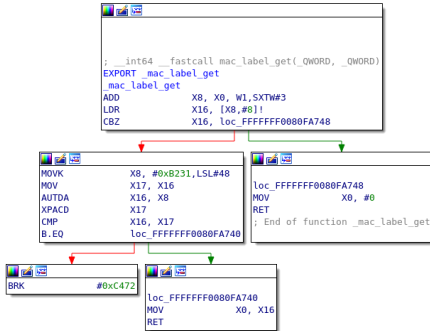 ; __int64 __fastcall mac_label_get(_QWORD, _QWORD)
EXPORT _mac_label_get
_mac_label_get
ADD X8, X0, W1,SXTW#3
LDR X16, [X8,#8]!
CBZ X16, loc_FFFFFFF0080FA748
MOVK X8, #0xB231,LSL#48
MOV X17, X16
AUTDA X16, X8
XPACD X17
CMP X16, X17
B.EQ loc_FFFFFFF0080FA740
loc_FFFFFFF0080FA748
MOV X0, #0
RET
; End of function _mac_label_get
BRK #0xC472
loc_FFFFFFF0080FA740
MOV X0, X16
RET